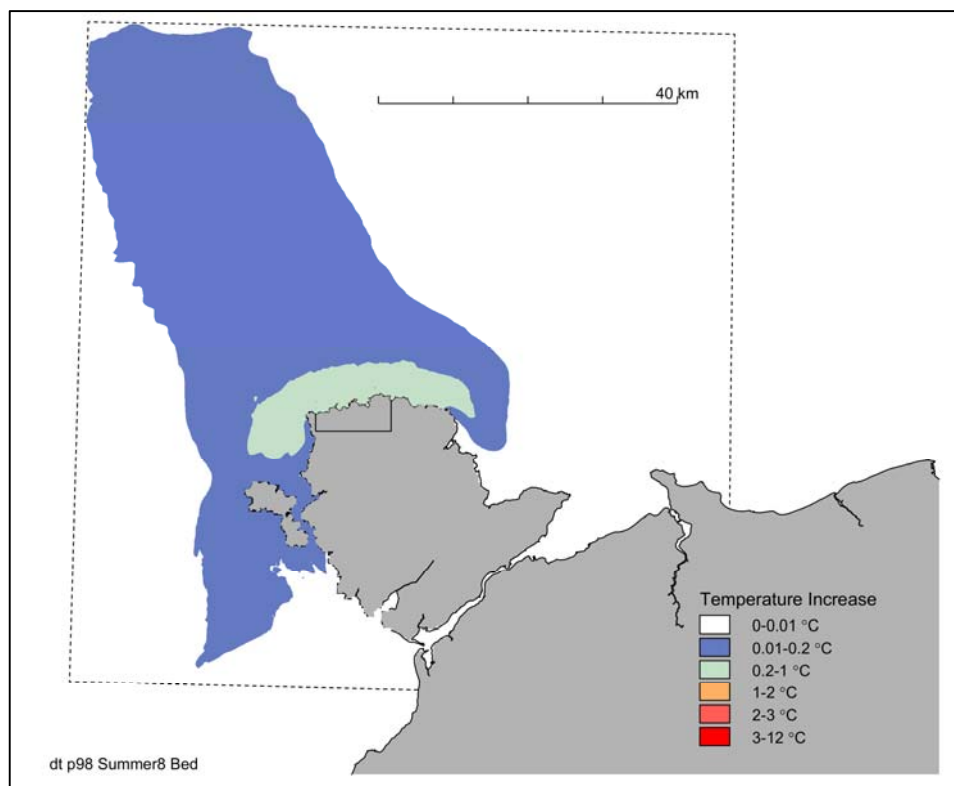 40 km
Temperature Increase
0-0.01 °C
0.01-0.2 °C
0.2-1 °C
1-2 °C
2-3 °C
3-12 °C
dt p98 Summer8 Bed